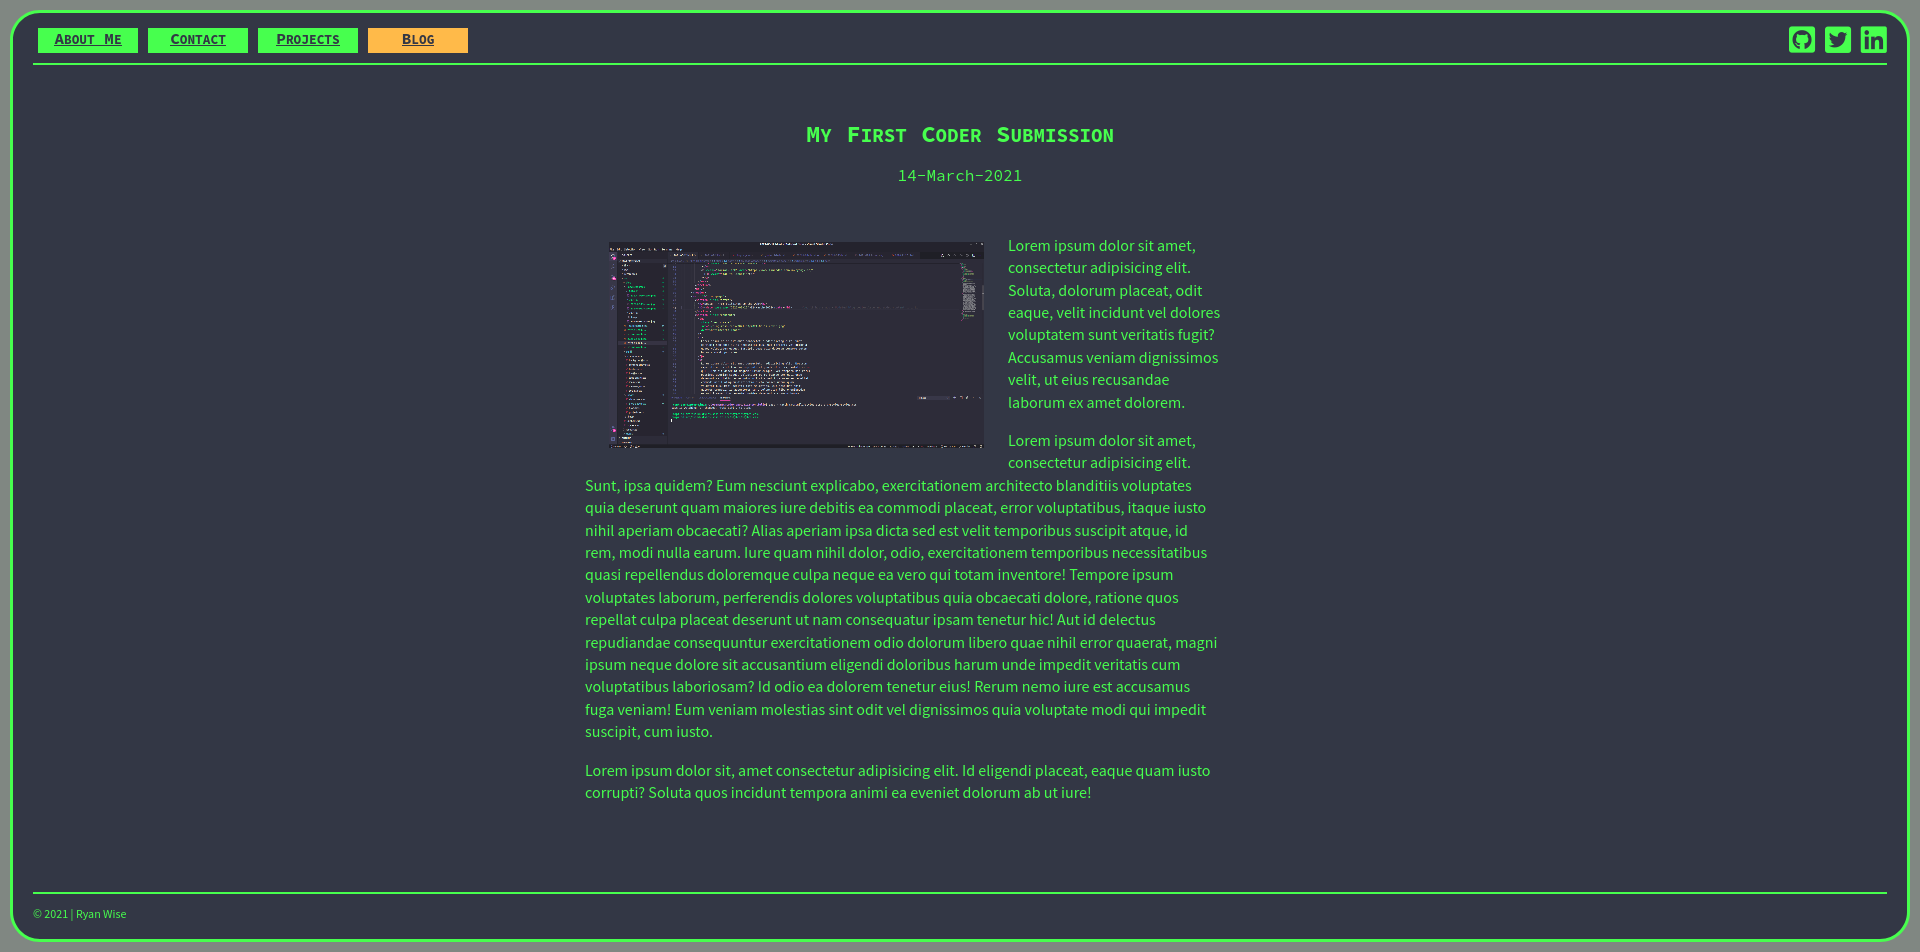 About Me
Contact
Projects
Blog
My First Coder Submission
14-March-2021
Lorem ipsum dolor sit amet,
consectetur adipisicing elit.
Soluta, dolorum placeat, odit
eaque, velit incidunt vel dolores
voluptatem sunt veritatis fugit?
Accusamus veniam dignissimos
velit, ut eius recusandae
laborum ex amet dolorem.
Lorem ipsum dolor sit amet,
consectetur adipisicing elit.
Sunt, ipsa quidem? Eum nesciunt explicabo, exercitationem architecto blanditiis voluptates
quia deserunt quam maiores iure debitis ea commodi placeat, error voluptatibus, itaque iusto
nihil aperiam obcaecati? Alias aperiam ipsa dicta sed est velit temporibus suscipit atque, id
rem, modi nulla earum. Iure quam nihil dolor, odio, exercitationem temporibus necessitatibus
quasi repellendus doloremque culpa neque ea vero qui totam inventore! Tempore ipsum
voluptates laborum, perferendis dolores voluptatibus quia obcaecati dolore, ratione quos
repellat culpa placeat deserunt ut nam consequatur ipsam tenetur hic! Aut id delectus
repudiandae consequuntur exercitationem odio dolorum libero quae nihil error quaerat, magni
ipsum neque dolore sit accusantium eligendi doloribus harum unde impedit veritatis cum
voluptatibus laboriosam? Id odio ea dolorem tenetur eius! Rerum nemo iure est accusamus
fuga veniam! Eum veniam molestias sint odit vel dignissimos quia voluptate modi qui impedit
suscipit, cum iusto.
Lorem ipsum dolor sit, amet consectetur adipisicing elit. Id eligendi placeat, eaque quam iusto
corrupti? Soluta quos incidunt tempora animi ea eveniet dolorum ab ut iure!
© 2021 | Ryan Wise